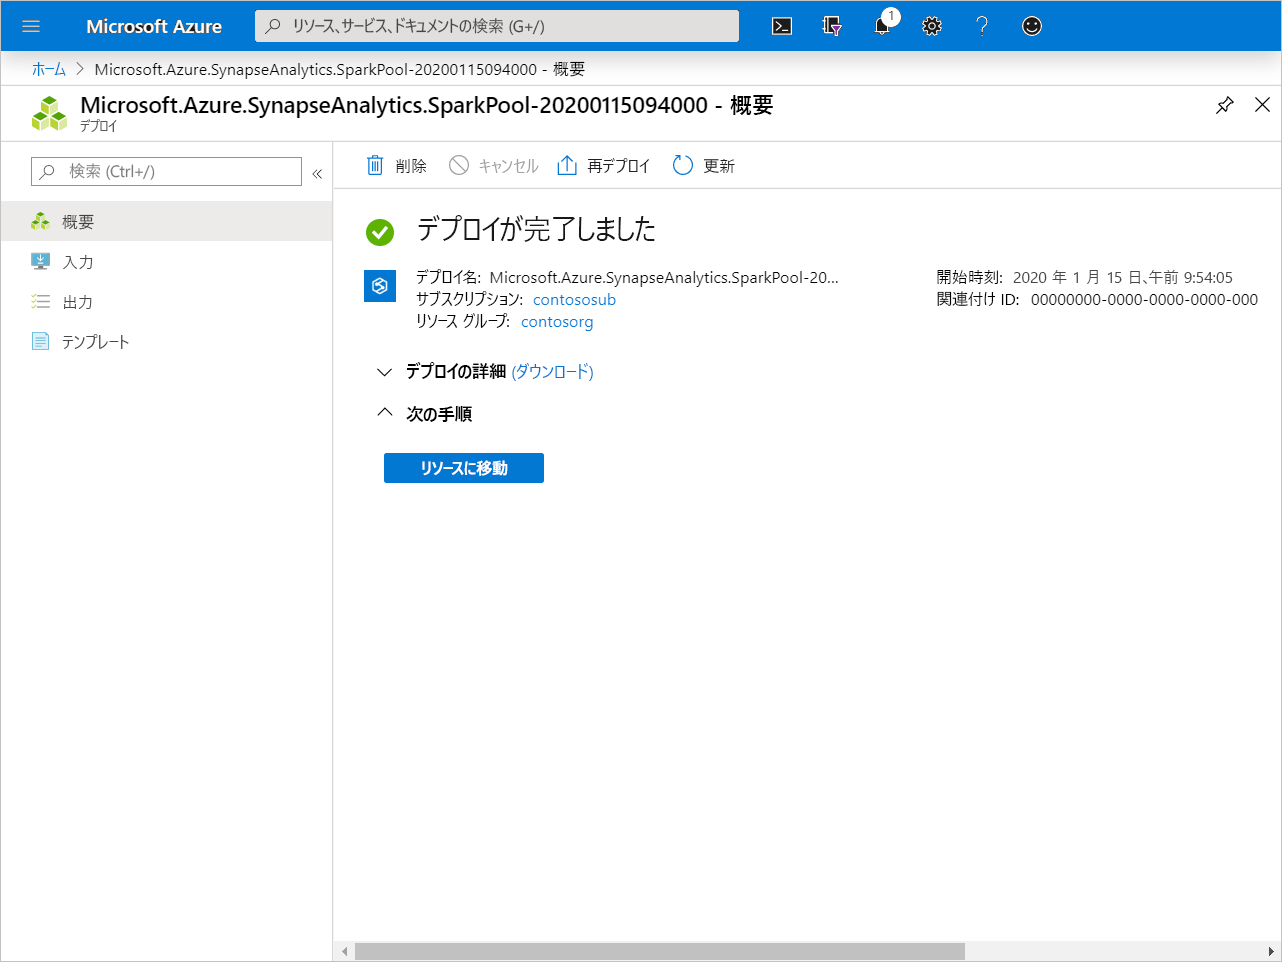 Microsoft Azure
リソース、サービス、ドキュメントの検索 (G+/)
1
ホーム > Microsoft.Azure.SynapseAnalytics.SparkPool-20200115094000 - 概要
Microsoft.Azure.SynapseAnalytics.SparkPool-20200115094000 - 概要
デプロイ
検索 (Ctrl+/)
«
概要
入力
出力
テンプレート
削除 キャンセル 再デプロイ 更新
デプロイが完了しました
デプロイ名: Microsoft.Azure.SynapseAnalytics.SparkPool-20...
サブスクリプション: contososub
リソース グループ: contosorg
開始時刻: 2020 年 1 月 15 日、午前 9:54:05
関連付け ID: 00000000-0000-0000-0000-000
デプロイの詳細 (ダウンロード)
次の手順
リソースに移動